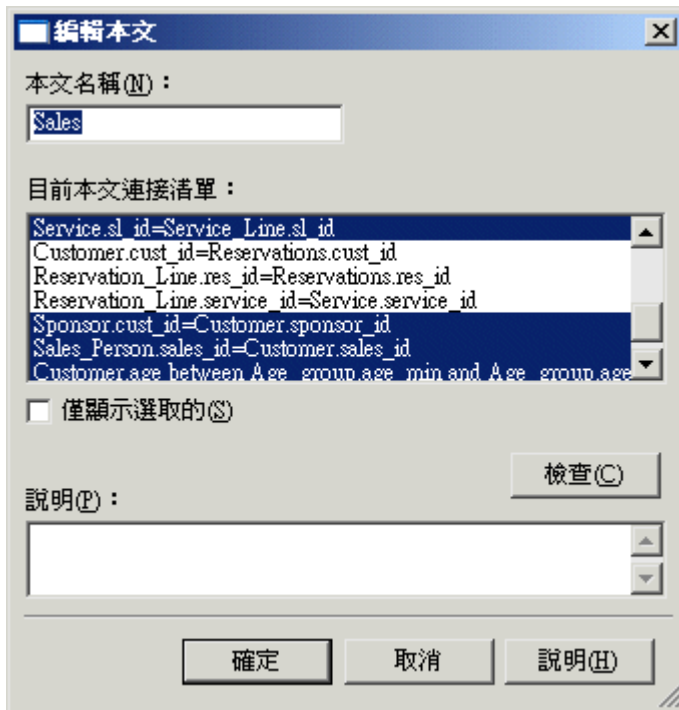 編輯本文
本文名稱(N)：
Sales
目前本文連接清單：
Service.sl_id=Service_Line.sl_id
Customer.cust_id=Reservations.cust_id
Reservation_Line.res_id=Reservations.res_id
Reservation_Line.service_id=Service.service_id
Sponsor.cust_id=Customer.sponsor_id
Sales_Person.sales_id=Customer.sales_id
Customer.age between Age_group.age_min and Age_group.age
僅顯示選取的(S)
檢查(C)
說明(P)：
確定
取消
說明(H)